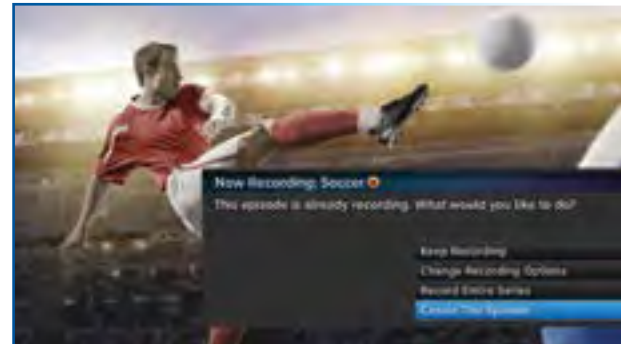 Now Recording: Soccer
This episode is already recording. What would you like to do?
Keep Recording
Change Recording Options
Record Entire Series
Cancel This Episode